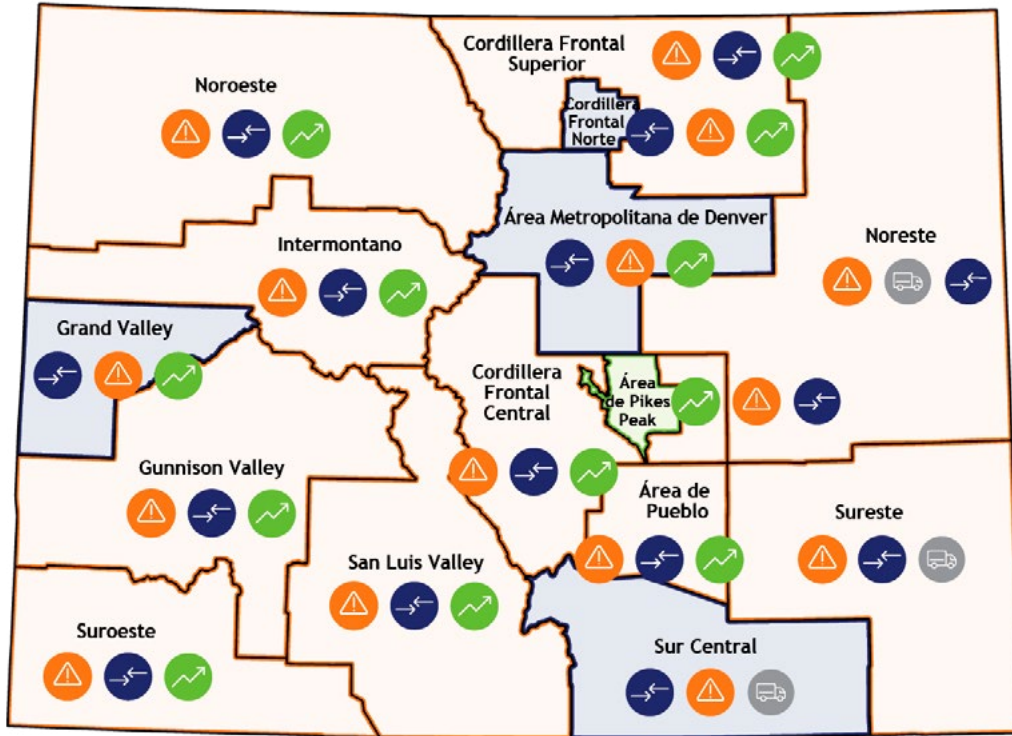 Cordillera Frontal
Superior
Noroeste
Cordillera
Frontal
Norte
Área Metropolitana de Denver
Noreste
Intermontano
Grand Valley
Cordillera
Frontal
Central
Área
de Pikes
Peak
Gunnison Valley
Área de
Pueblo
Sureste
San Luis Valley
Suroeste
Sur Central